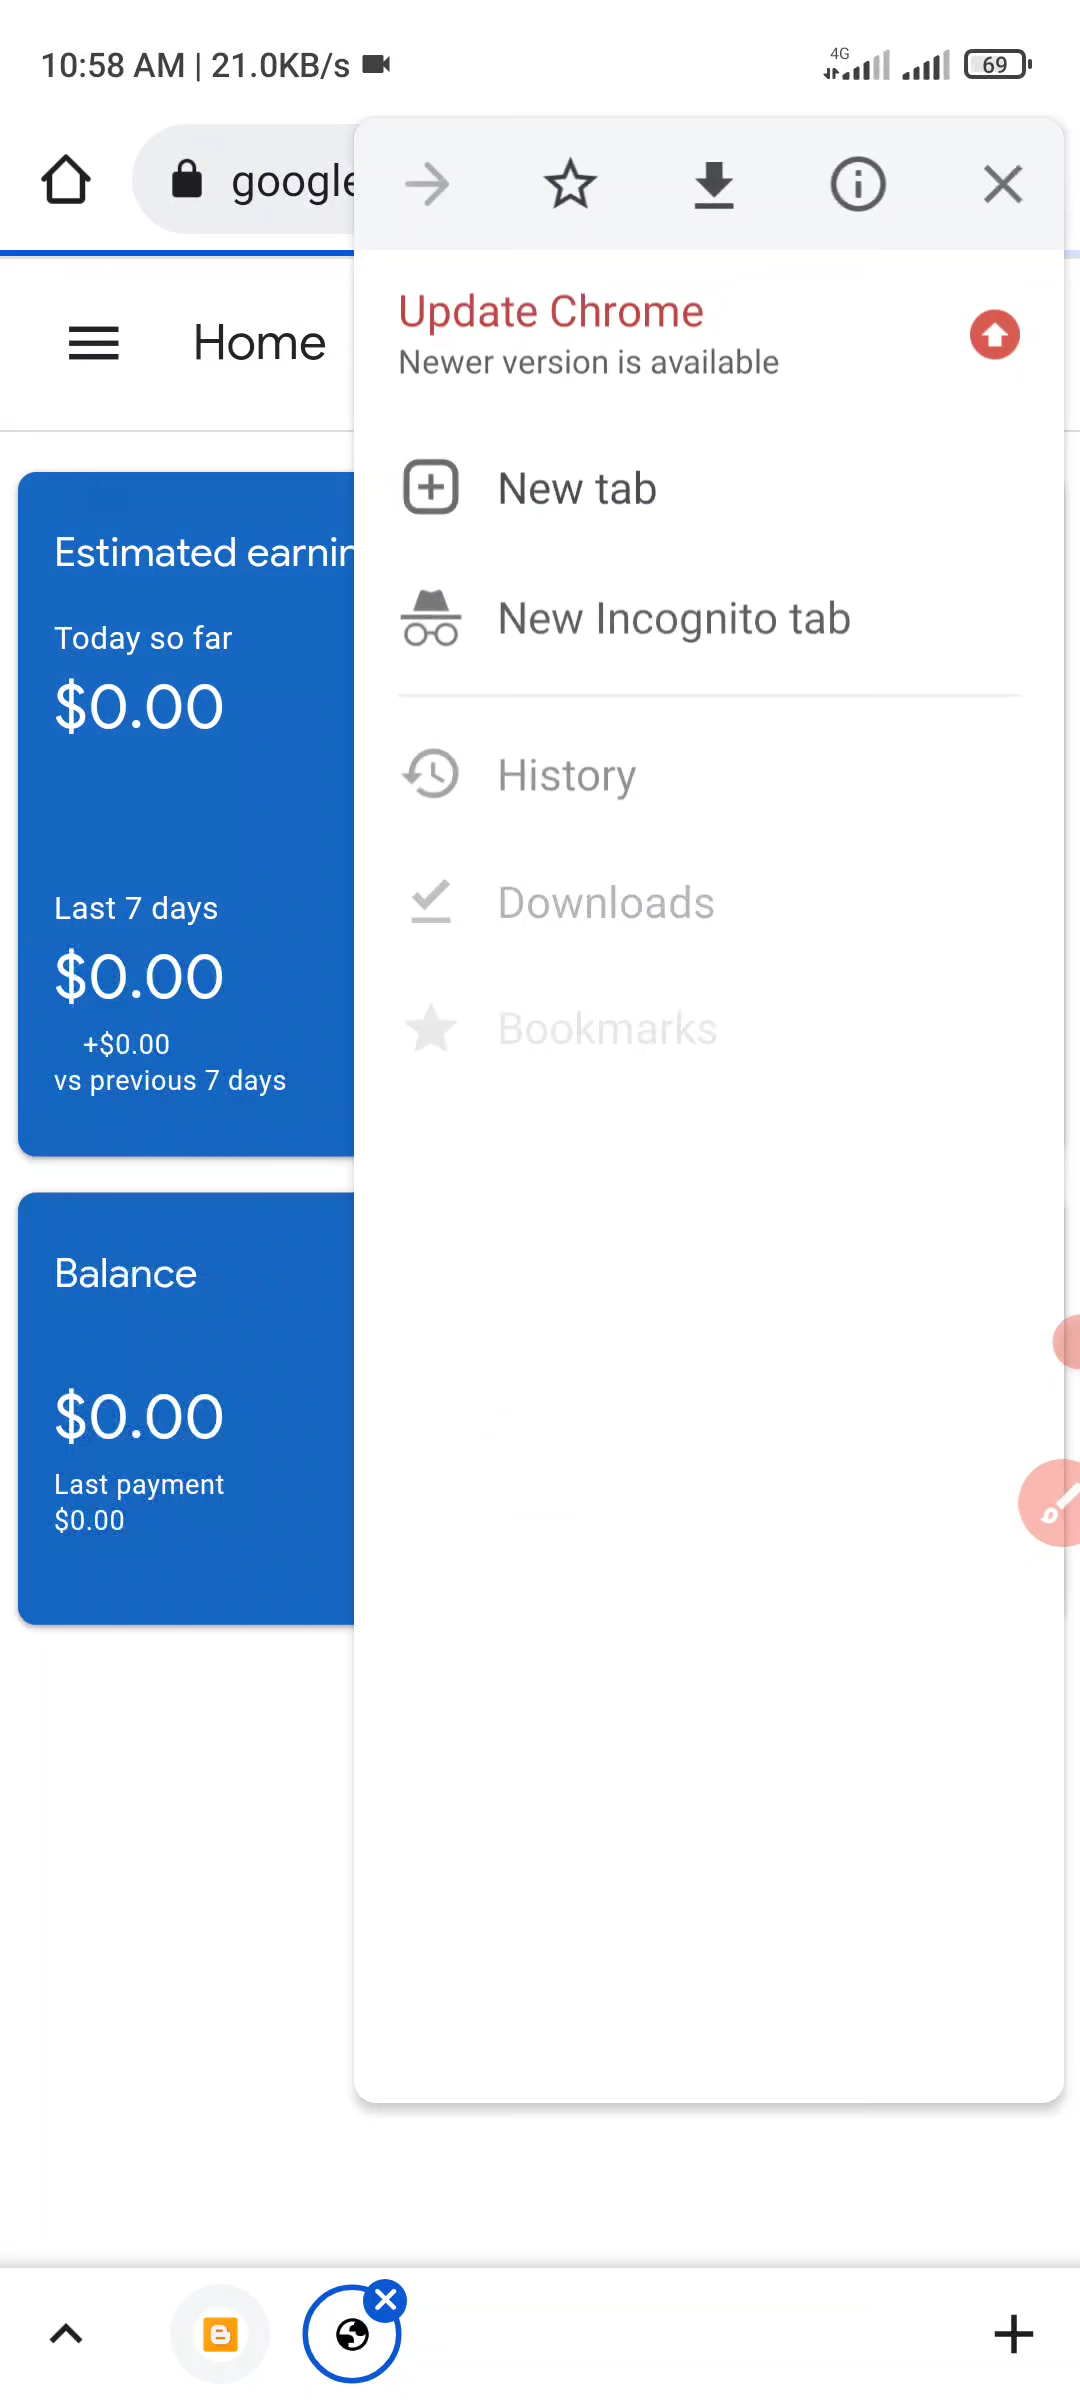 10:58 AM | 21.0KB/s
4G
69
google
Update Chrome
Newer version is available
Home
New tab
New Incognito tab
History
Downloads
Bookmarks
Estimated earnin
Today so far
$0.00
Last 7 days
$0.00
+$0.00
vs previous 7 days
Balance
$0.00
Last payment
$0.00